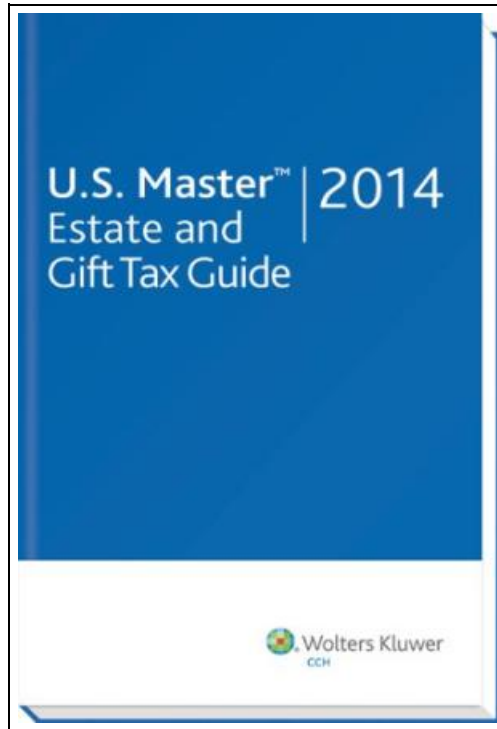 U.S. Master™ | 2014
Estate and
Gift Tax Guide
Wolters Kluwer
CCH